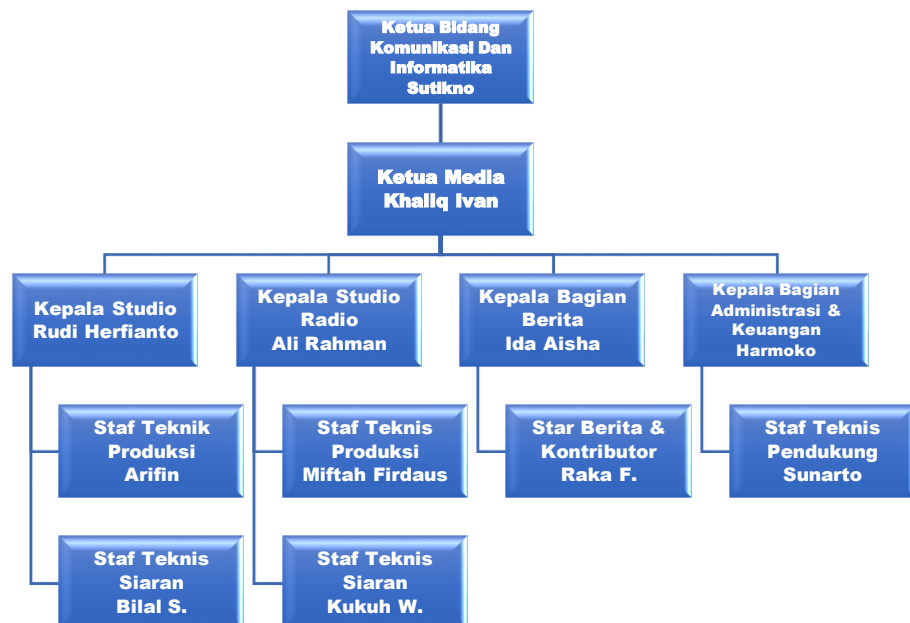 Ketua Bidang
Komunikasi Dan
Informatika
Sutikno
Ketua Media
Khaliq Ivan
Kepala Studio
Rudi Herfianto
Kepala Studio
Radio
Ali Rahman
Kepala Bagian
Berita
Ida Aisha
Kepala Bagian
Administrasi &
Keuangan
Harmoko
Staf Teknik
Produksi
Arifin
Staf Teknis
Produksi
Miftah Firdaus
Star Berita &
Kontributor
Raka F.
Staf Teknis
Pendukung
Sunarto
Staf Teknis
Siaran
Bilal S.
Staf Teknis
Siaran
Kukuh W.